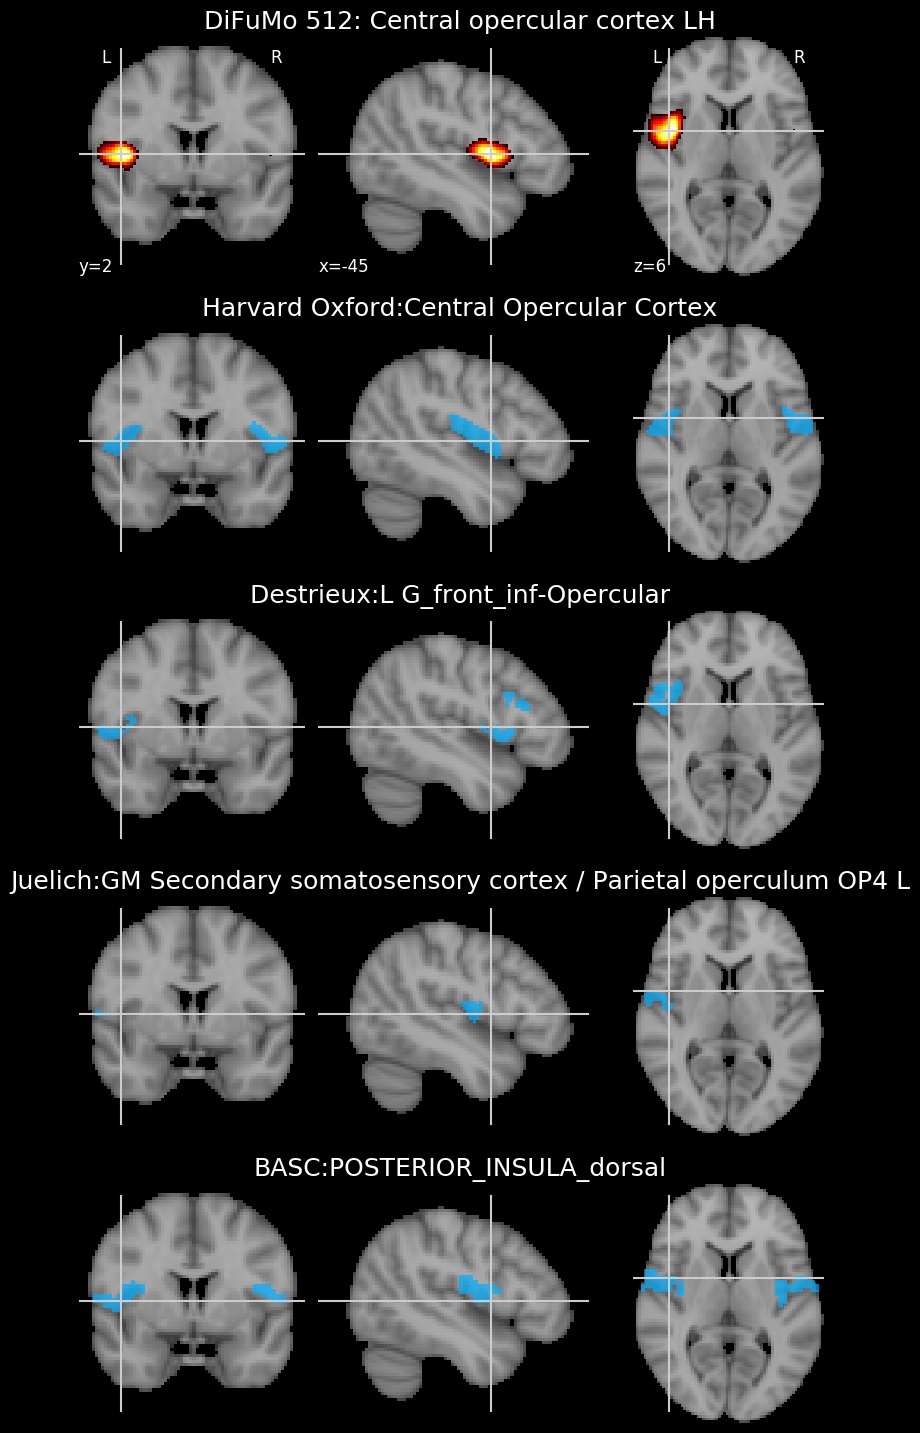 DiFuMo 512: Central opercular cortex LH
L R L R
y=2 x=-45 z=6
Harvard Oxford:Central Opercular Cortex
Destrieux:L G_front_inf-Opercular
Juelich:GM Secondary somatosensory cortex / Parietal operculum OP4 L
BASC:POSTERIOR_INSULA_dorsal